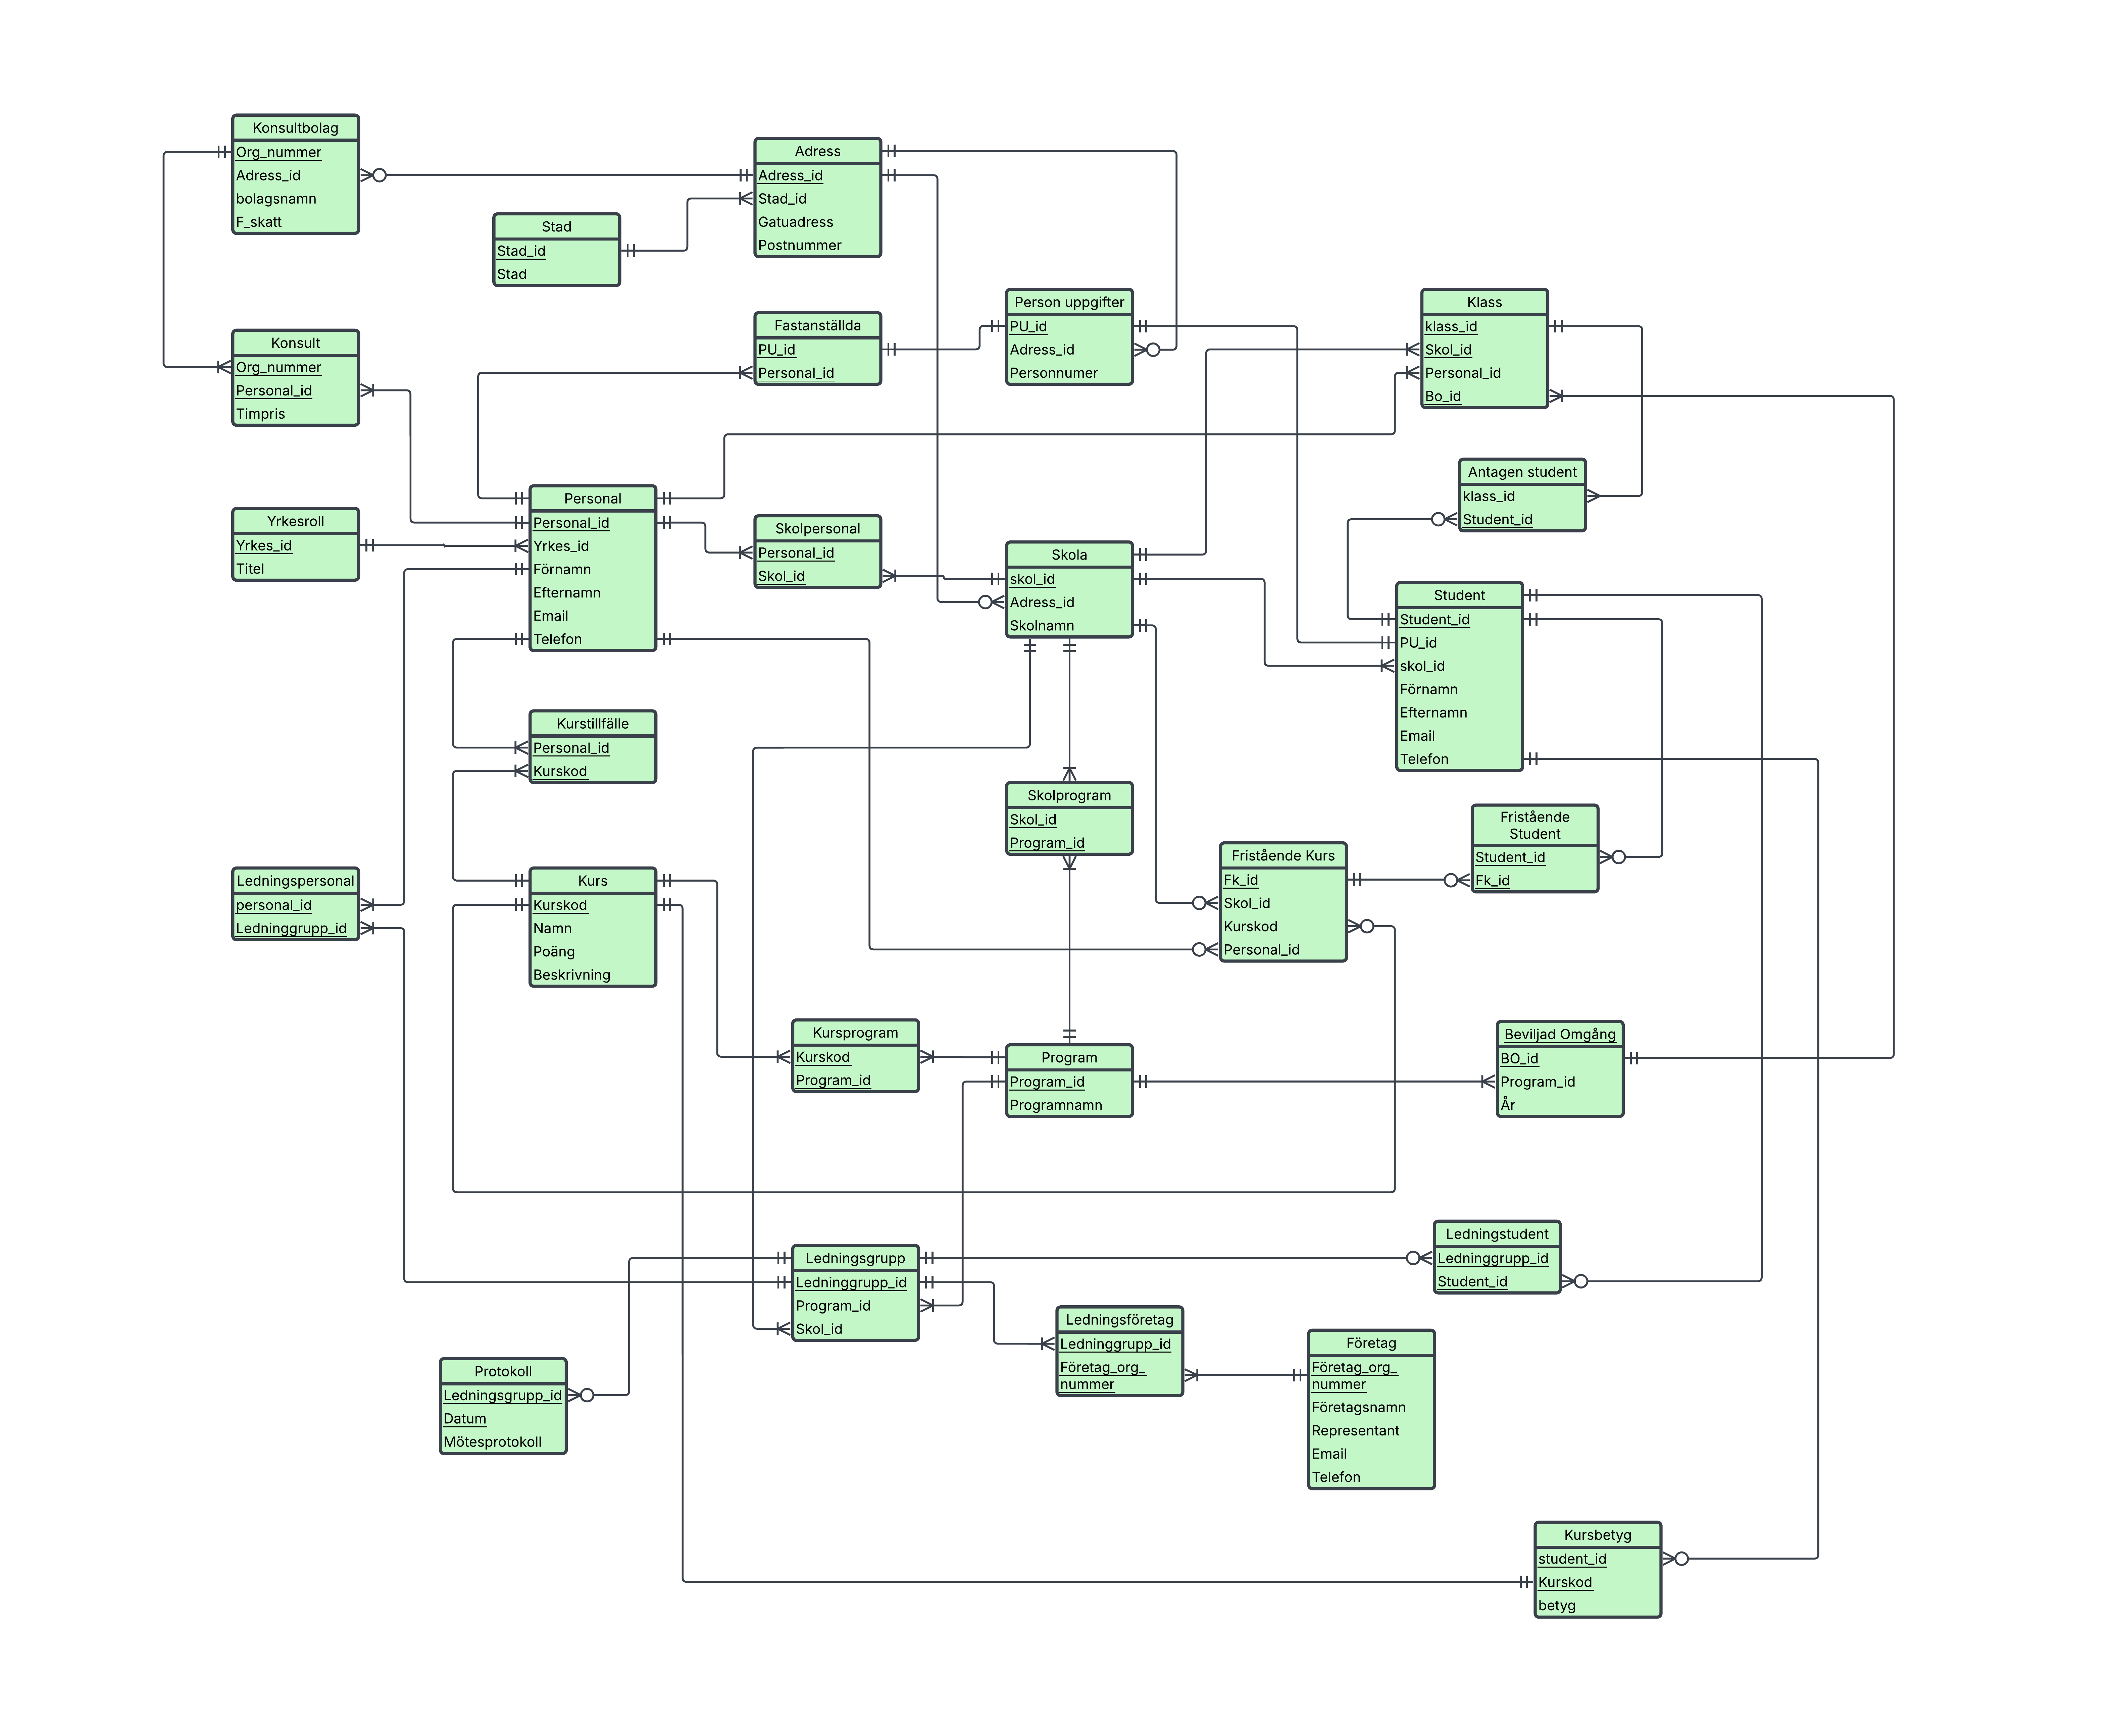 Konsultbolag
Org_nummer
Adress_id
bolagsnamn
F_skatt
Adress
Adress_id
Stad_id
Gatuadress
Postnummer
Stad
Stad_id
Stad
Konsult
Org_nummer
Personal_id
Timpris
Fastanställda
PU_id
Personal_id
Person uppgifter
PU_id
Adress_id
Personnumer
Klass
klass_id
Skol_id
Personal_id
Bo_id
Antagen student
klass_id
Student_id
Yrkesroll
Yrkes_id
Titel
Personal
Personal_id
Yrkes_id
Förnamn
Efternamn
Email
Telefon
Skolpersonal
Personal_id
Skol_id
Skola
skol_id
Adress_id
Skolnamn
Student
Student_id
PU_id
skol_id
Förnamn
Efternamn
Email
Telefon
Kurstillfälle
Personal_id
Kurskod
Skolprogram
Skol_id
Program_id
Fristående
Student
Student_id
Fk_id
Fristående Kurs
Fk_id
Skol_id
Kurskod
Personal_id
Ledningspersonal
personal_id
Ledninggrupp_id
Kurs
Kurskod
Namn
Poäng
Beskrivning
Kursprogram
Kurskod
Program_id
Program
Program_id
Programnamn
Beviljad Omgång
BO_id
Program_id
År
Ledningsgrupp
Ledninggrupp_id
Program_id
Skol_id
Ledningstudent
Ledninggrupp_id
Student_id
Ledningsföretag
Ledninggrupp_id
Företag_org_
nummer
Företag
Företag_org_
nummer
Företagsnamn
Representant
Email
Telefon
Protokoll
Ledningsgrupp_id
Datum
Mötesprotokoll
Kursbetyg
student_id
Kurskod
betyg